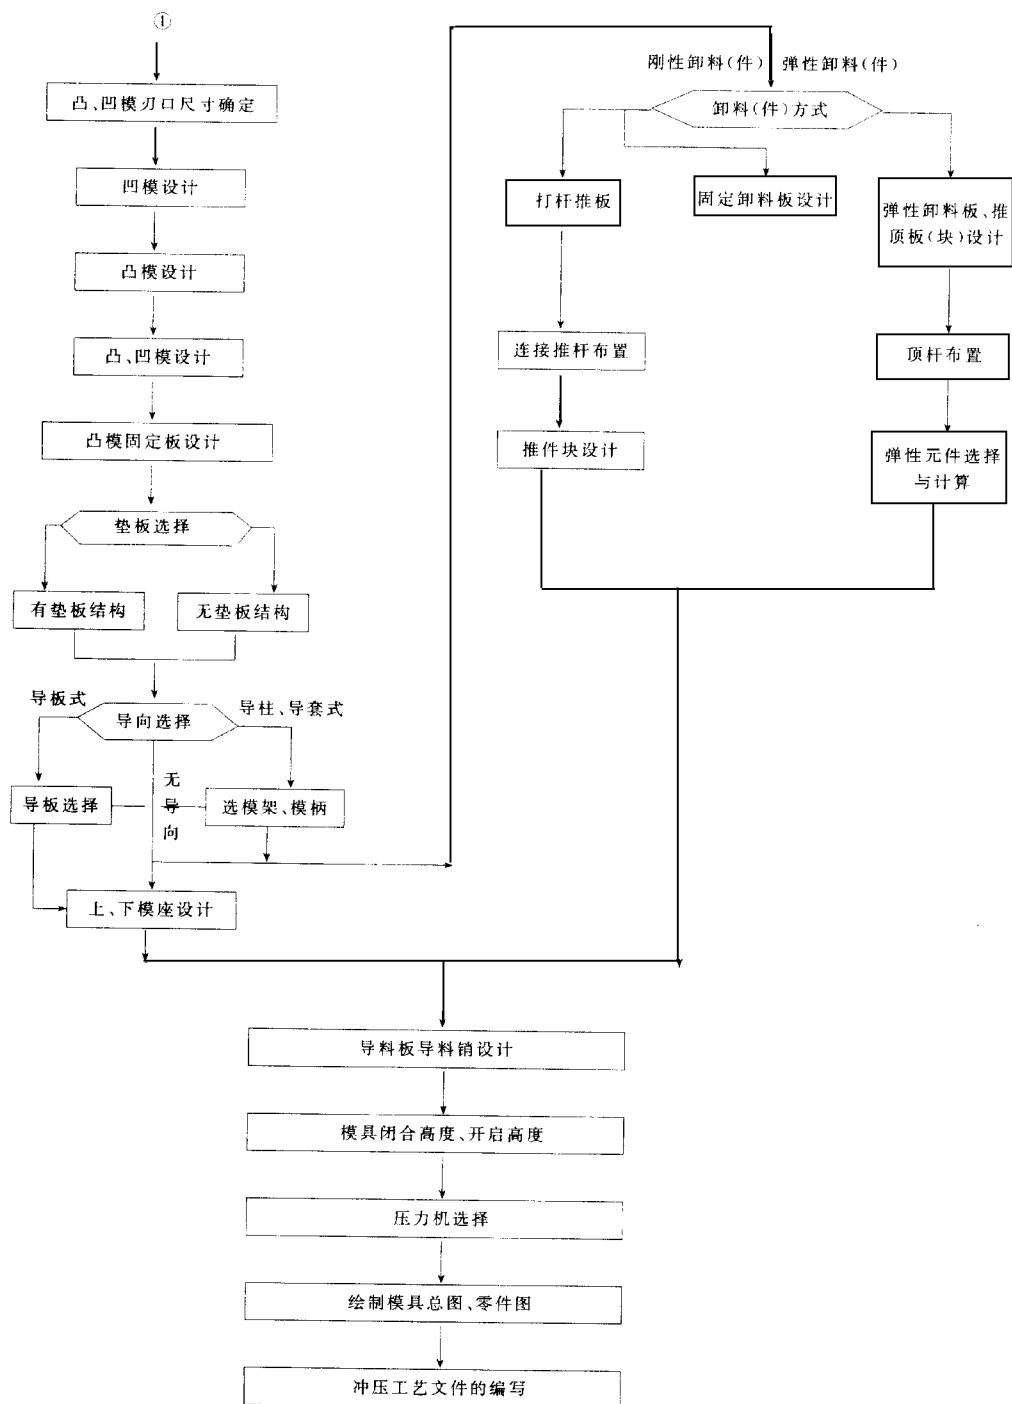 ①
凸、凹模刃口尺寸确定
凹模设计
凸模设计
凸、凹模设计
凸模固定板设计
垫板选择
有垫板结构
无垫板结构
导板式
导柱、导套式
导向选择
无
导
向
导板选择
选模架、模柄
上、下模座设计
刚性卸料(件)
弹性卸料(件)
卸料(件)方式
打杆推板
固定卸料板设计
弹性卸料板、推
顶板(块)设计
连接推杆布置
顶杆布置
推件块设计
弹性元件选择
与计算
导料板导料销设计
模具闭合高度、开启高度
压力机选择
绘制模具总图、零件图
冲压工艺文件的编写